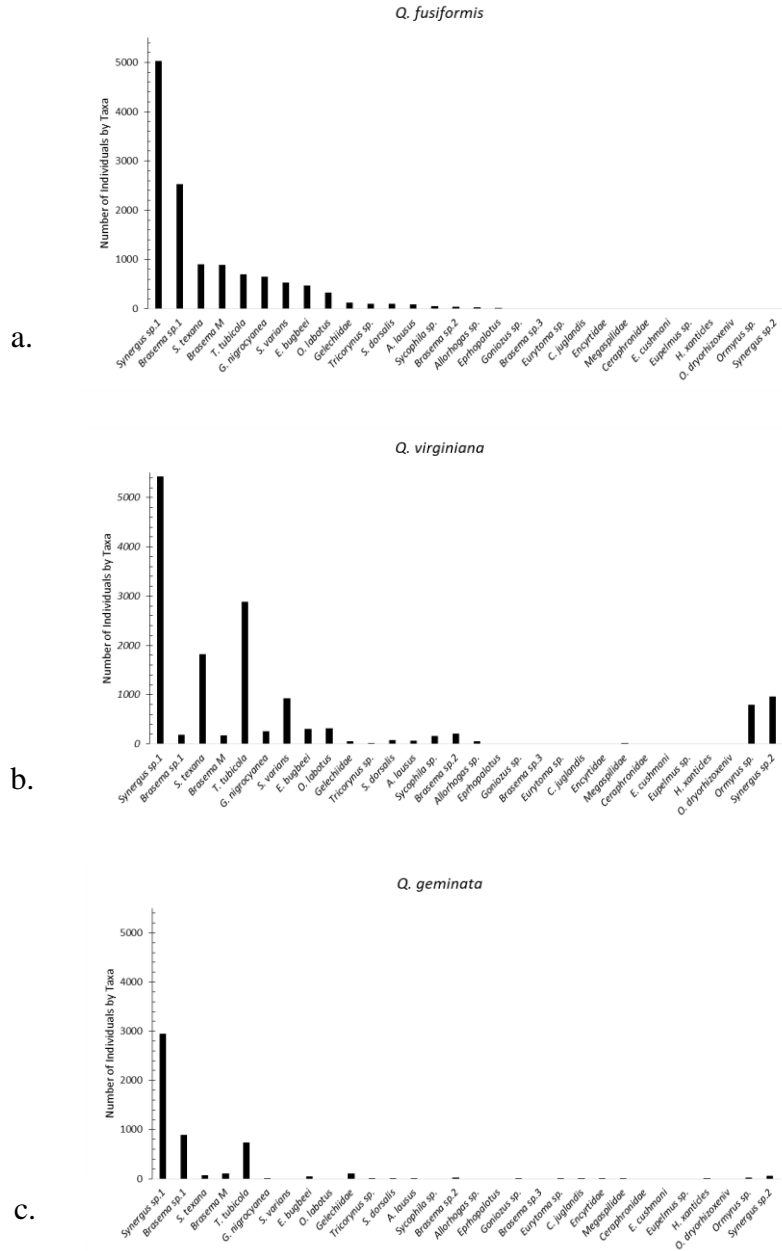 Q. fusiformis
Number of Individuals by Taxa
5000
4000
3000
2000
1000
0
Synergus sp.1
Brasema sp.1
S. texana
Brasema M
T. tubicola
G. nigrocyanea
S. varians
E. bugbeei
O. labotus
Gelechiidae
Tricorynus sp.
S. dorsalis
A. lausus
Sycophila sp.
Brasema sp.2
Allorhogas sp.
Eprhopalotus
Goniozus sp.
Brasema sp.3
Eurytoma sp.
C. juglandis
Encyrtidae
Megaspilidae
Ceraphronidae
E. cushmani
Eupelmus sp.
H. xanticles
O. dryorhizoxeniv
Ormyrus sp.
Synergus sp.2
a.
Q. virginiana
Number of Individuals by Taxa
5000
4000
3000
2000
1000
0
Synergus sp.1
Brasema sp.1
S. texana
Brasema M
T. tubicola
G. nigrocyanea
S. varians
E. bugbeei
O. labotus
Gelechiidae
Tricorynus sp.
S. dorsalis
A. lausus
Sycophila sp.
Brasema sp.2
Allorhogas sp.
Eprhopalotus
Goniozus sp.
Brasema sp.3
Eurytoma sp.
C. juglandis
Encyrtidae
Megaspilidae
Ceraphronidae
E. cushmani
Eupelmus sp.
H. xanticles
O. dryorhizoxeniv
Ormyrus sp.
Synergus sp.2
b.
Q. geminata
Number of Individuals by Taxa
5000
4000
3000
2000
1000
0
Synergus sp.1
Brasema sp.1
S. texana
Brasema M
T. tubicola
G. nigrocyanea
S. varians
E. bugbeei
O. labotus
Gelechiidae
Tricorynus sp.
S. dorsalis
A. lausus
Sycophila sp.
Brasema sp.2
Allorhogas sp.
Eprhopalotus
Goniozus sp.
Brasema sp.3
Eurytoma sp.
C. juglandis
Encyrtidae
Megaspilidae
Ceraphronidae
E. cushmani
Eupelmus sp.
H. xanticles
O. dryorhizoxeniv
Ormyrus sp.
Synergus sp.2
c.